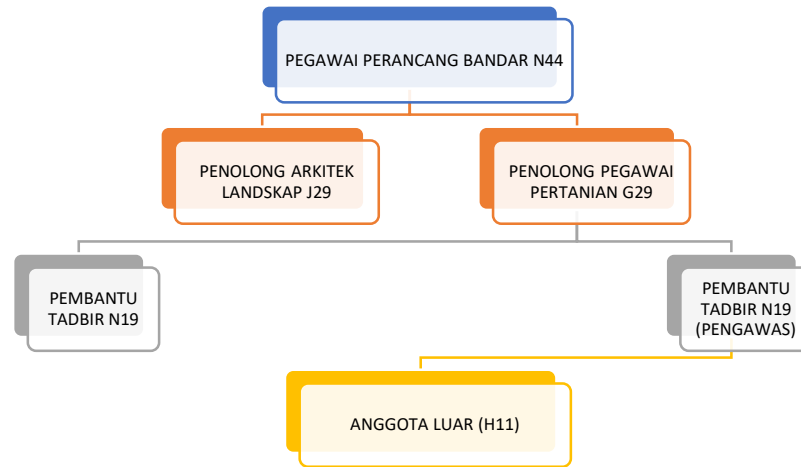 PEGAWAI PERANCANG BANDAR N44
PENOLONG ARKITEK
LANDSKAP J29
PENOLONG PEGAWAI
PERTANIAN G29
PEMBANTU
TADBIR N19
PEMBANTU
TADBIR N19
(PENGAWAS)
ANGGOTA LUAR (H11)